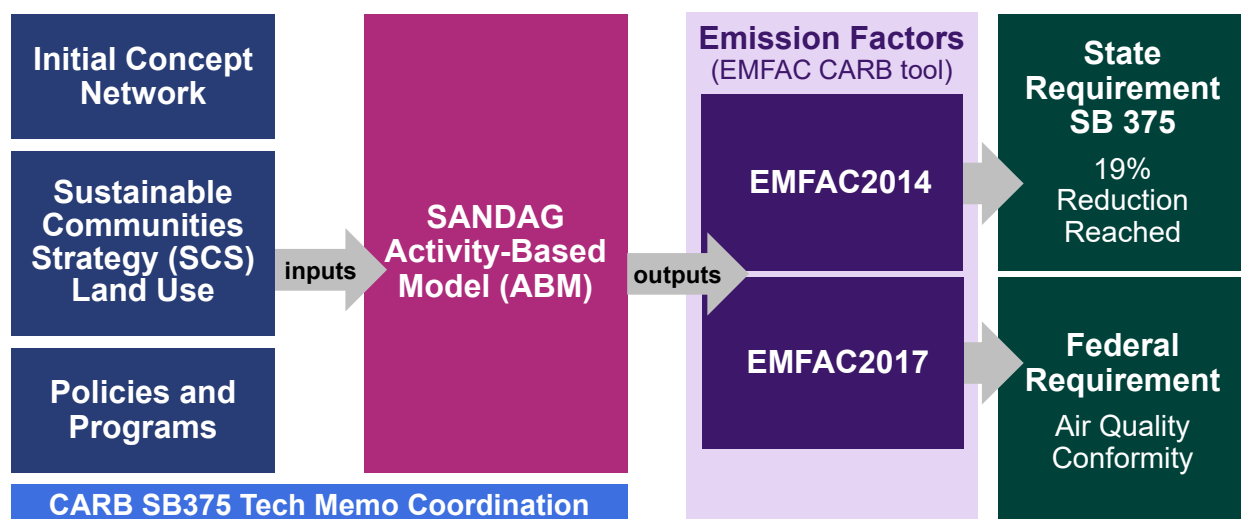 Initial Concept
Network
Sustainable
Communities
Strategy (SCS)
Land Use
Policies and
Programs
CARB SB375 Tech Memo Coordination
inputs
SANDAG
Activity-Based
Model (ABM)
outputs
Emission Factors
(EMFAC CARB tool)
EMFAC2014
EMFAC2017
State
Requirement
SB 375
19%
Reduction
Reached
Federal
Requirement
Air Quality
Conformity